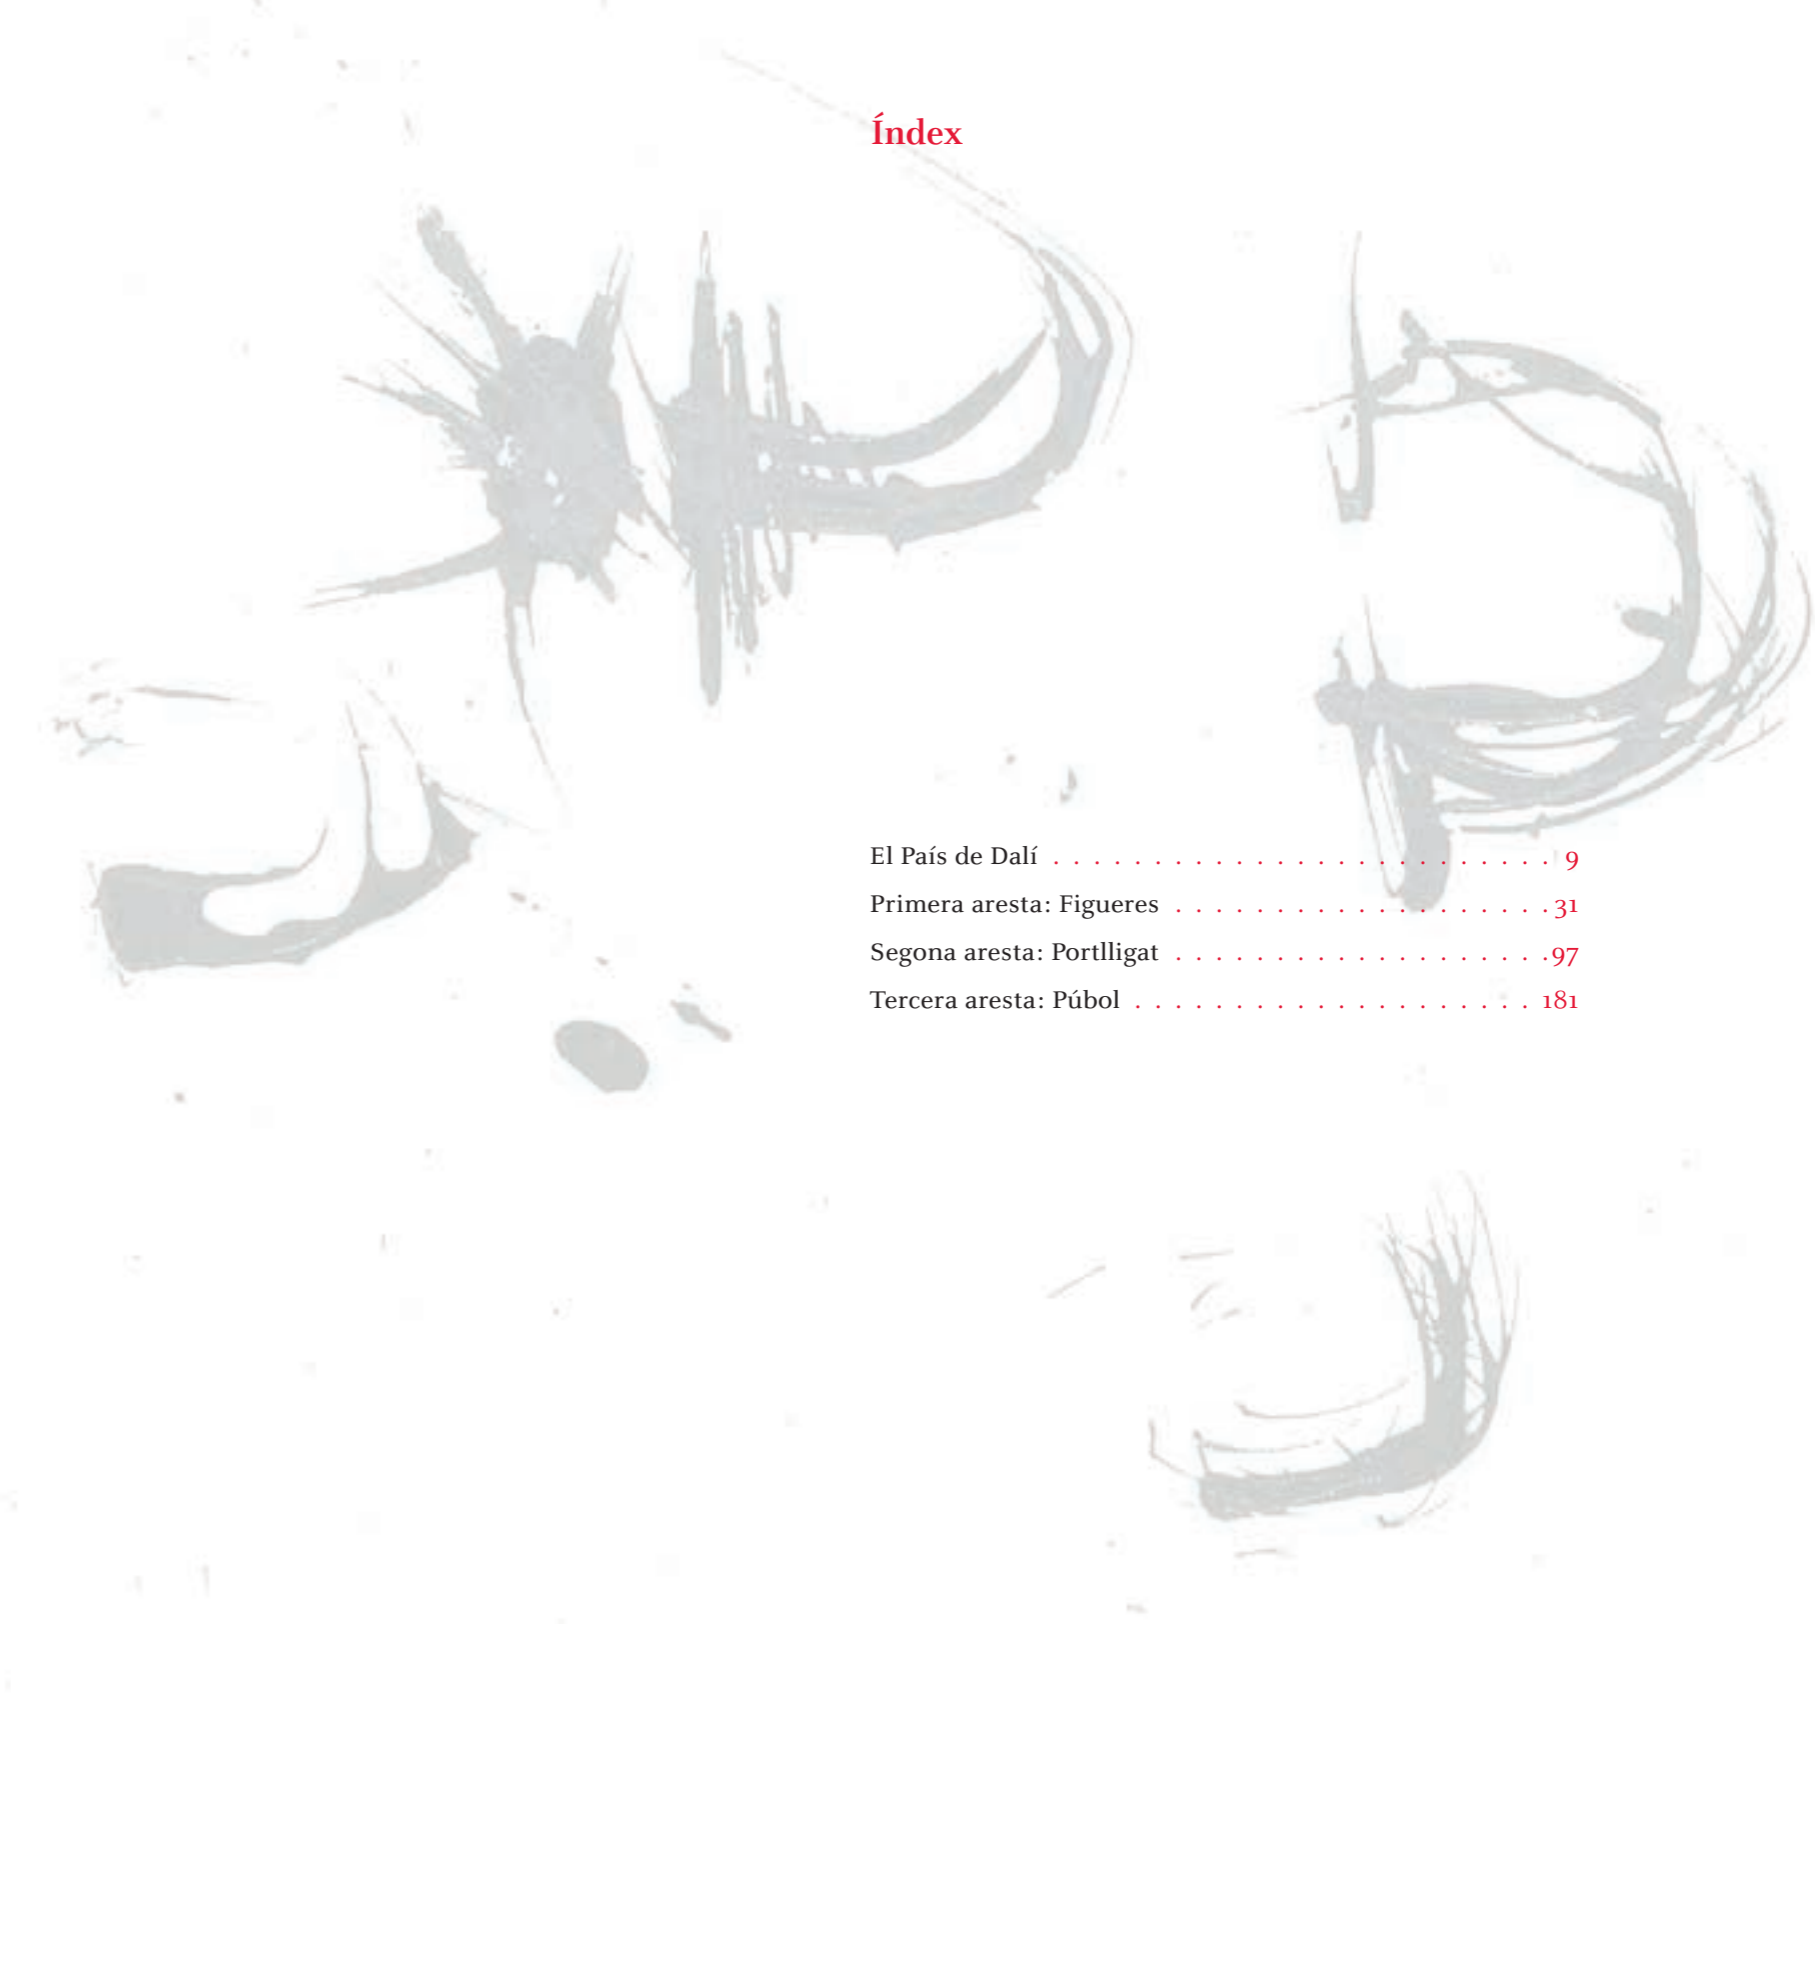 Índex
El País de Dalí . . . . . . . . . . . . . . . . . . . . . . . . . 9
Primera aresta: Figueres . . . . . . . . . . . . . . . . . . . 31
Segona aresta: Portlligat . . . . . . . . . . . . . . . . . . . 97
Tercera aresta: Púbol . . . . . . . . . . . . . . . . . . . . 181